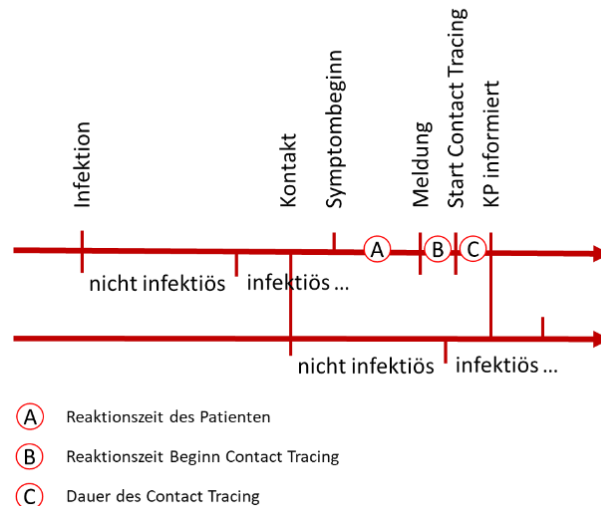 Infektion
Kontakt
Symptombeginn
Meldung
Start Contact Tracing
KP informiert
A
B
C
nicht infektiös
infektiös ...
nicht infektiös
infektiös ...
A Reaktionszeit des Patienten
B Reaktionszeit Beginn Contact Tracing
C Dauer des Contact Tracing